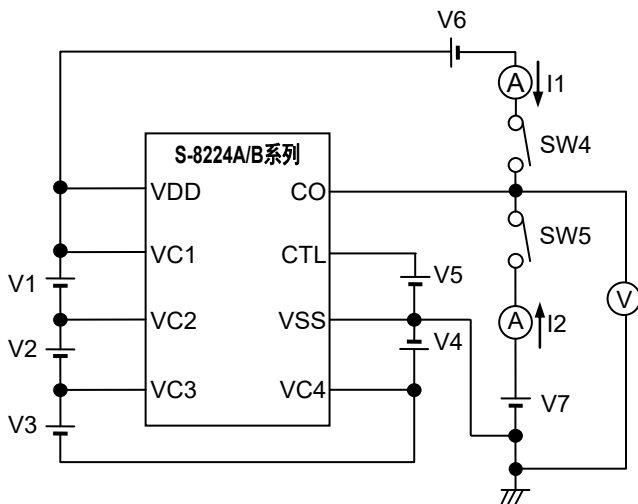 V6
A
I1
SW4
S-8224A/B系列
VDD
CO
SW5
VC1
CTL
V1
V5
V
VC2
VSS
A
I2
V2
V4
VC3
VC4
V7
V3